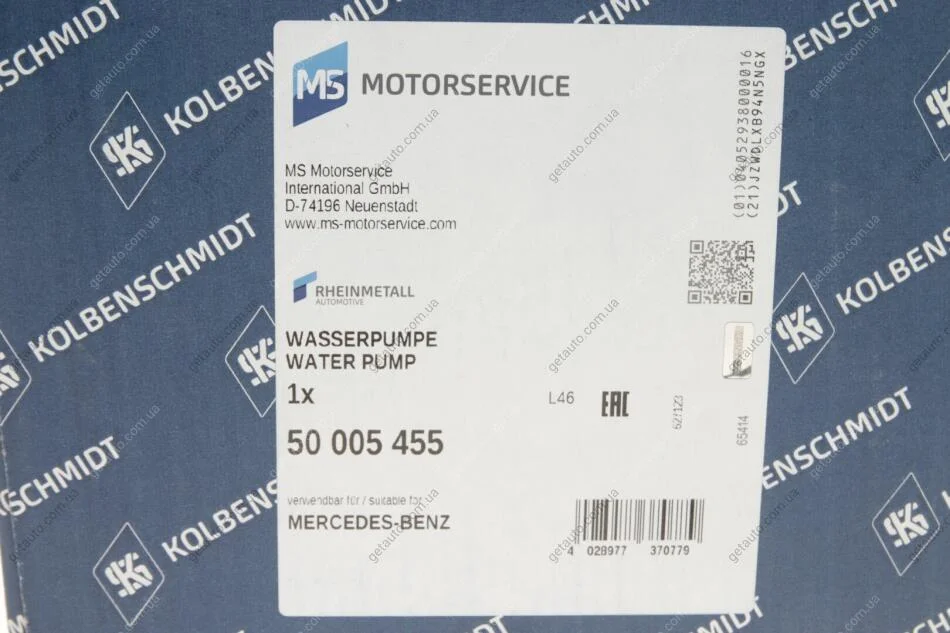 KOLBENSCHMIDT
MS MOTORSERVICE
MS Motorservice
International GmbH
D-74196 Neuenstadt
www.ms-motorservice.com
RHEINMETALL
AUTOMOTIVE
WASSERPUMPE
WATER PUMP
1x
50 005 455
L46
EAC
65414
verwendbar für / suitable for
MERCEDES-BENZ
4 028977 370779
KOLBENSCHMIDT
KOLBENSCHMIDT
KOLBENSCHMIDT
getauto.com.ua